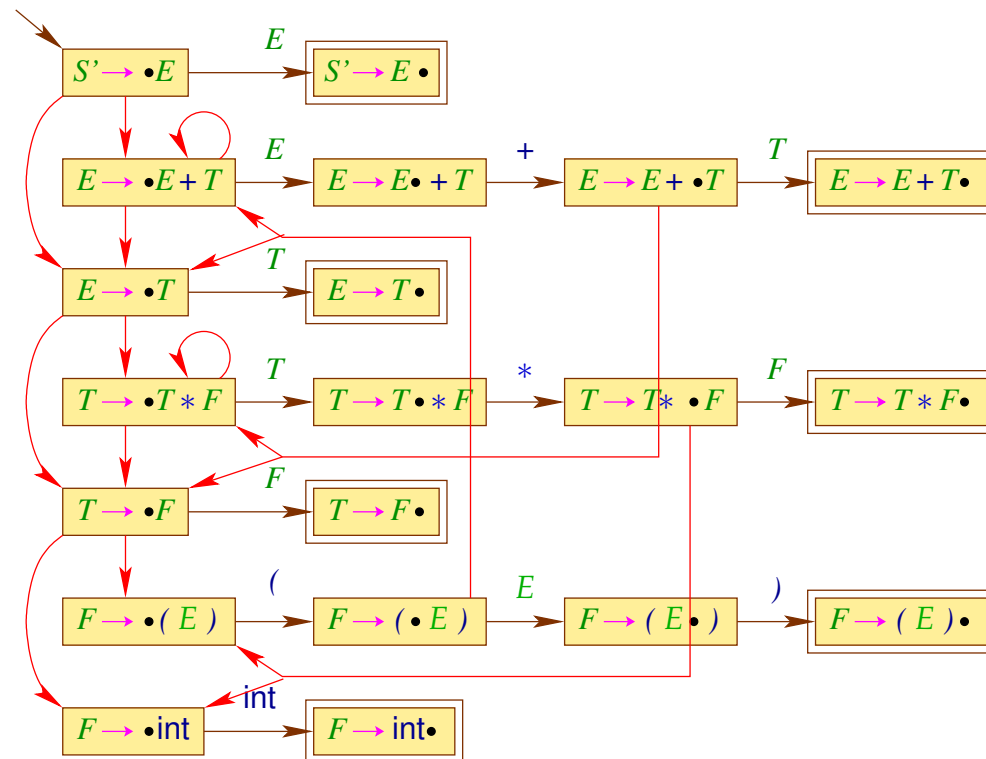 E
S’→ •E S’→ E •
E + T
E→ •E + T E→ E• + T E→ E + •T E→ E + T•
T
E→ •T E→ T •
T * F
T→ •T * F T→ T• * F T→ T* •F T→ T * F•
F
T→ •F T→ F •
( E )
F→ •( E ) F→ ( • E ) F→ ( E • ) F→ ( E ) •
int
F→ •int F→ int•